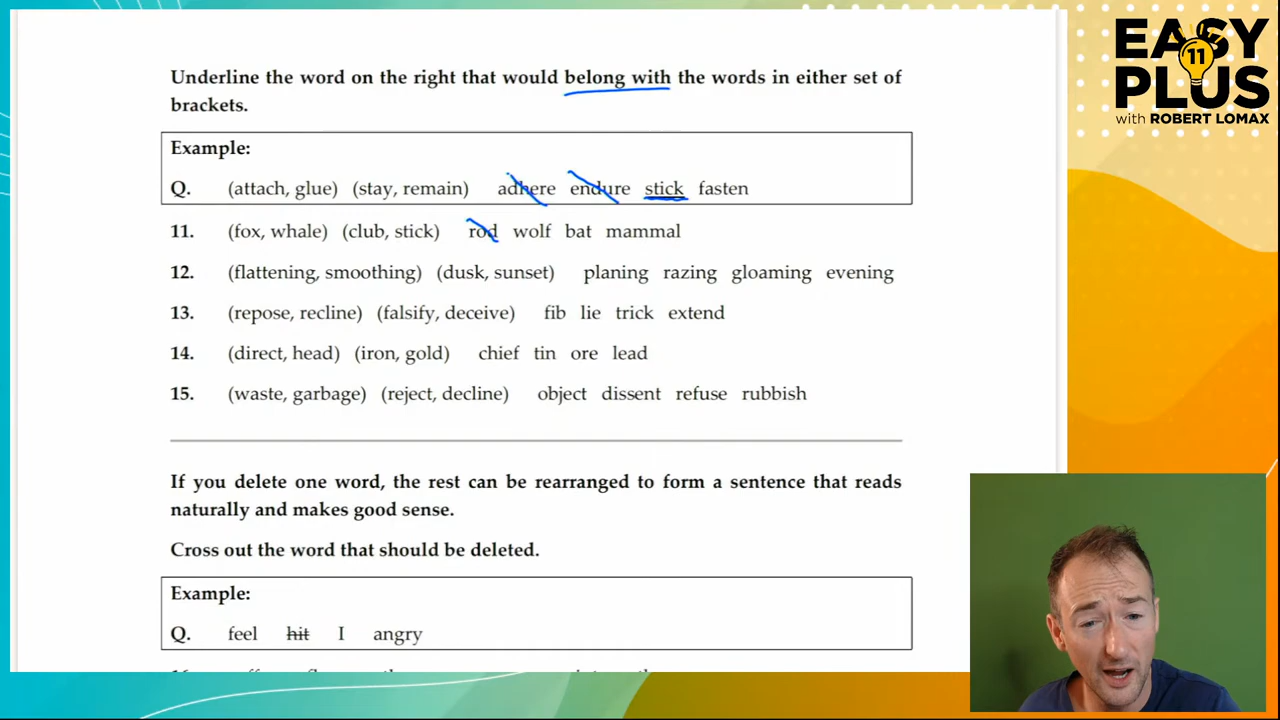 EASY
11
PLUS
with ROBERT LOMAX
Underline the word on the right that would belong with the words in either set of
brackets.
Example:
Q. (attach, glue) (stay, remain) adhere endure stick fasten
11. (fox, whale) (club, stick) rod wolf bat mammal
12. (flattening, smoothing) (dusk, sunset) planing razing gloaming evening
13. (repose, recline) (falsify, deceive) fib lie trick extend
14. (direct, head) (iron, gold) chief tin ore lead
15. (waste, garbage) (reject, decline) object dissent refuse rubbish
If you delete one word, the rest can be rearranged to form a sentence that reads
naturally and makes good sense.
Cross out the word that should be deleted.
Example:
Q. feel hit I angry